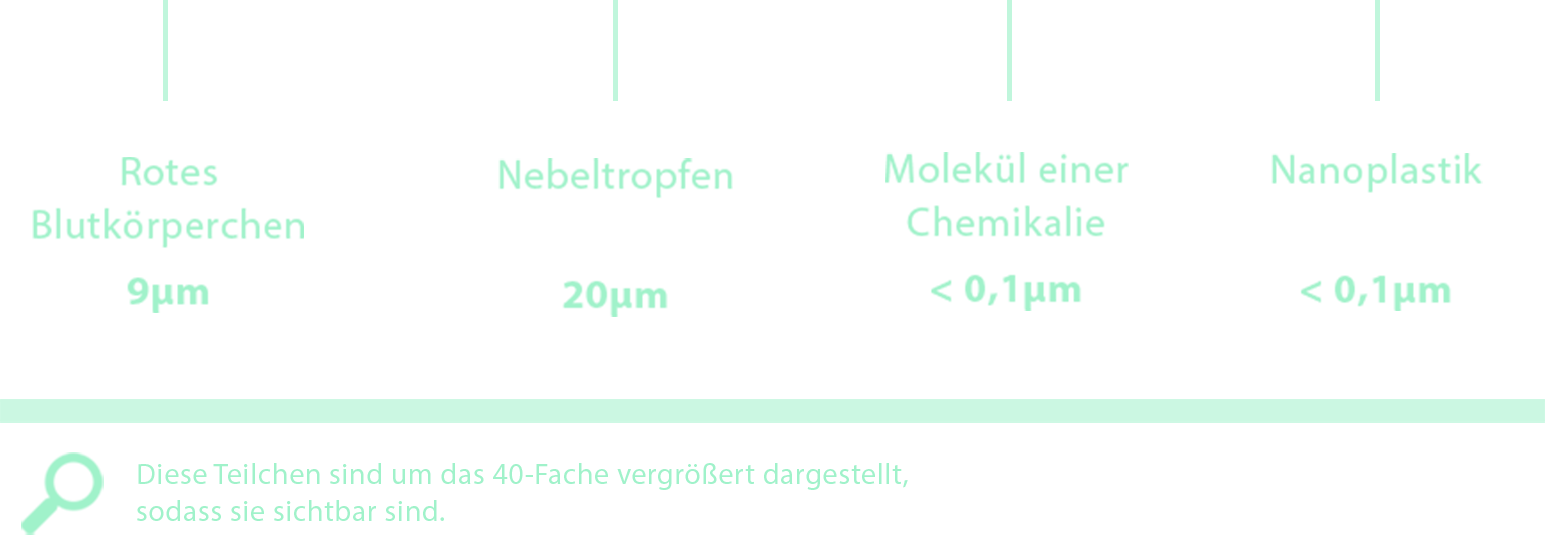 Rotes
Blutkörperchen
9µm
Nebeltropfen
20µm
Molekül einer
Chemikalie
< 0,1µm
Nanoplastik
< 0,1µm
Diese Teilchen sind um das 40-Fache vergrößert dargestellt,
sodass sie sichtbar sind.